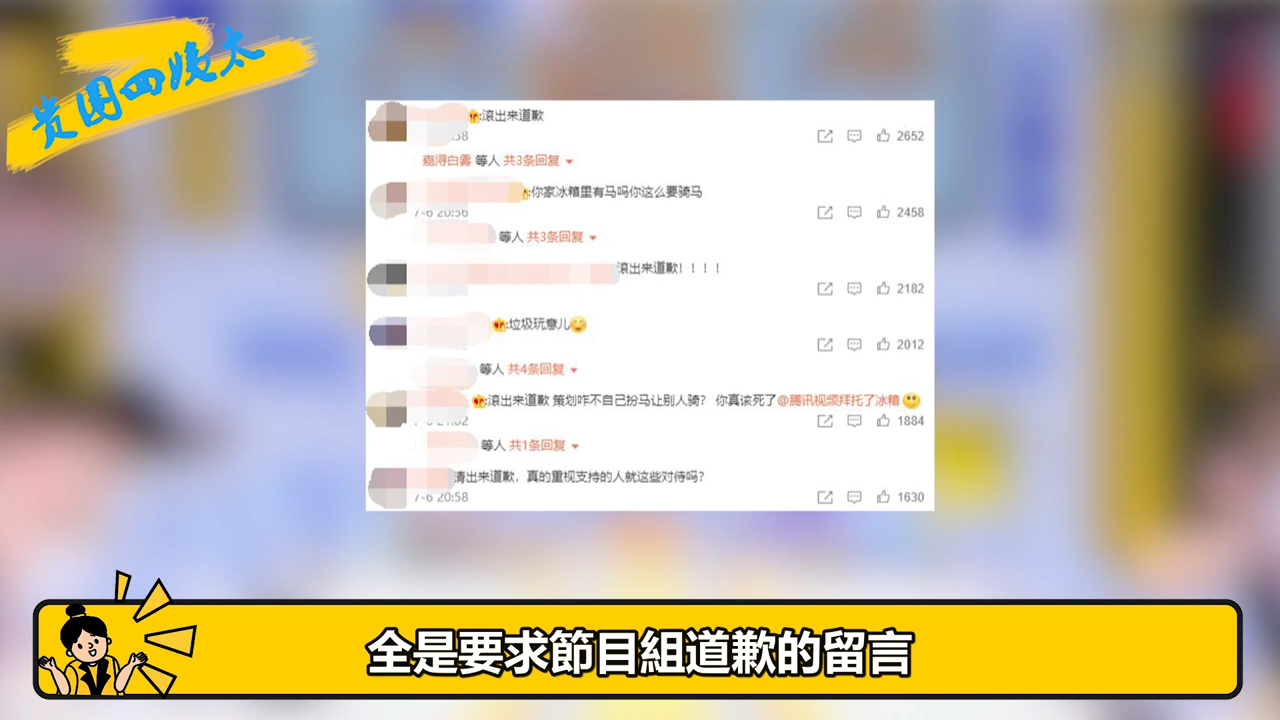 贵圈四姨太
:滚出来道歉
2652
嘉浔白雾 等人 共3条回复
:你家冰箱里有马吗你这么要骑马
7-6 20:56
2458
等人 共3条回复
滚出来道歉！！！！
2182
:垃圾玩意儿
2012
等人 共4条回复
:滚出来道歉 策划咋不自己扮马让别人骑？ 你真该死了@腾讯视频拜托了冰箱
1884
等人 共1条回复
请出来道歉，真的重视支持的人就这些对待吗？
7-6 20:58
1630
全是要求節目組道歉的留言